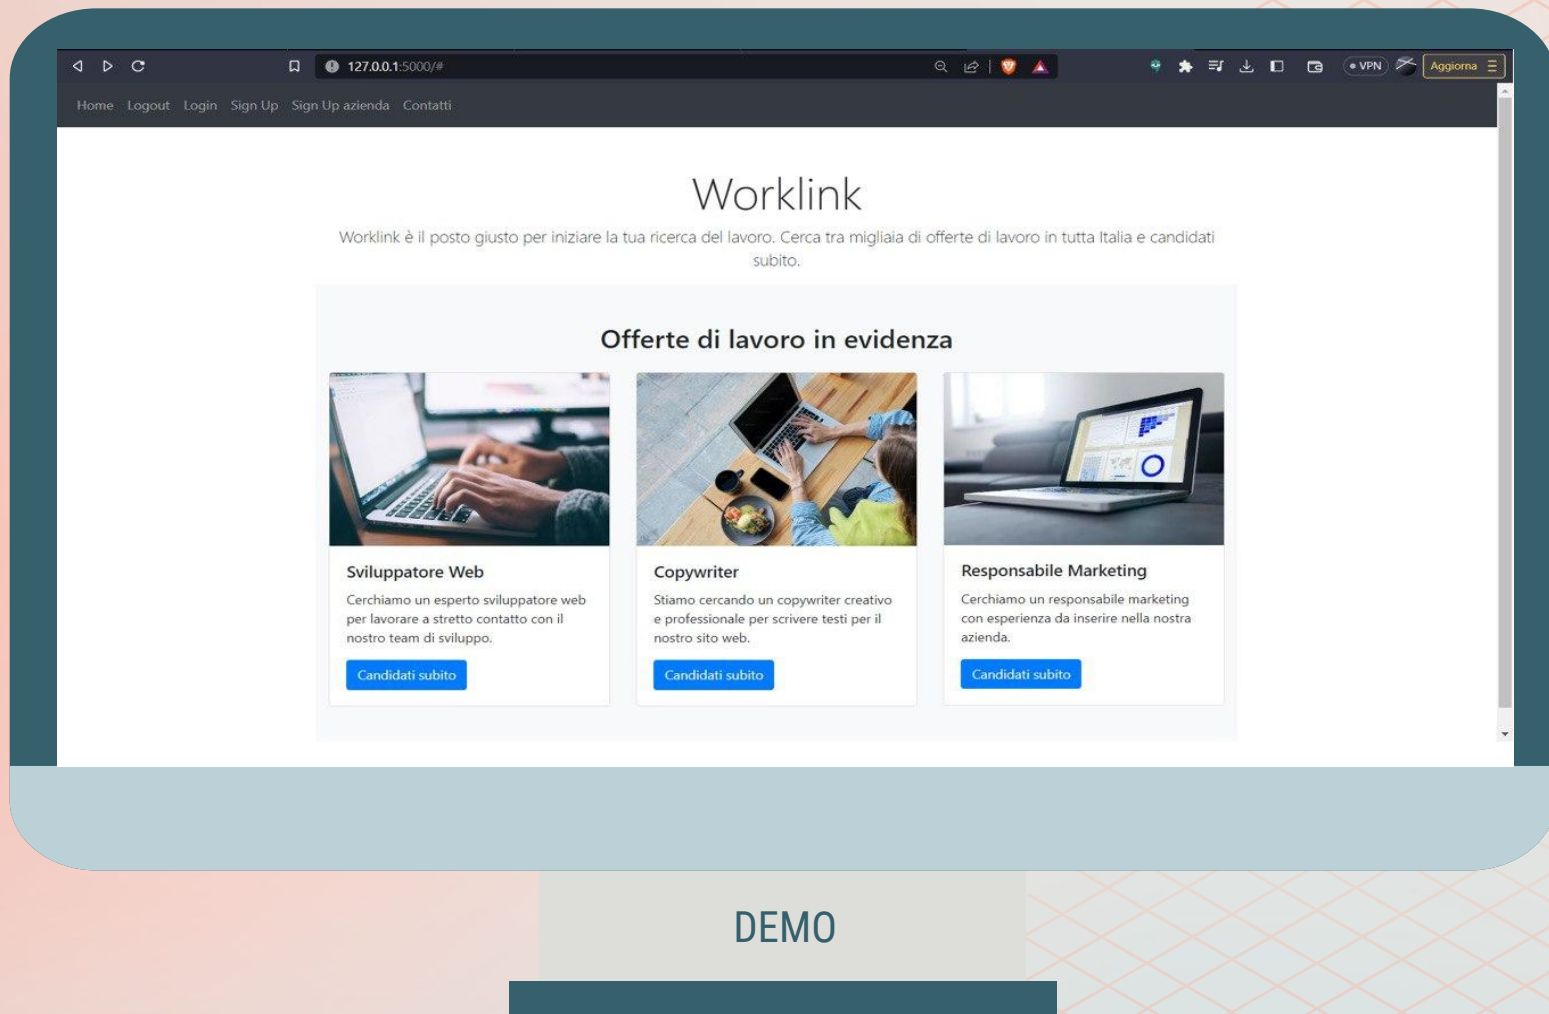 127.0.0.1:5000/#
VPN
Aggiorna
Home Logout Login Sign Up Sign Up azienda Contatti
Worklink
Worklink è il posto giusto per iniziare la tua ricerca del lavoro. Cerca tra migliaia di offerte di lavoro in tutta Italia e candidati
subito.
Offerte di lavoro in evidenza
Sviluppatore Web
Cerchiamo un esperto sviluppatore web
per lavorare a stretto contatto con il
nostro team di sviluppo.
Candidati subito
Copywriter
Stiamo cercando un copywriter creativo
e professionale per scrivere testi per il
nostro sito web.
Candidati subito
Responsabile Marketing
Cerchiamo un responsabile marketing
con esperienza da inserire nella nostra
azienda.
Candidati subito
DEMO